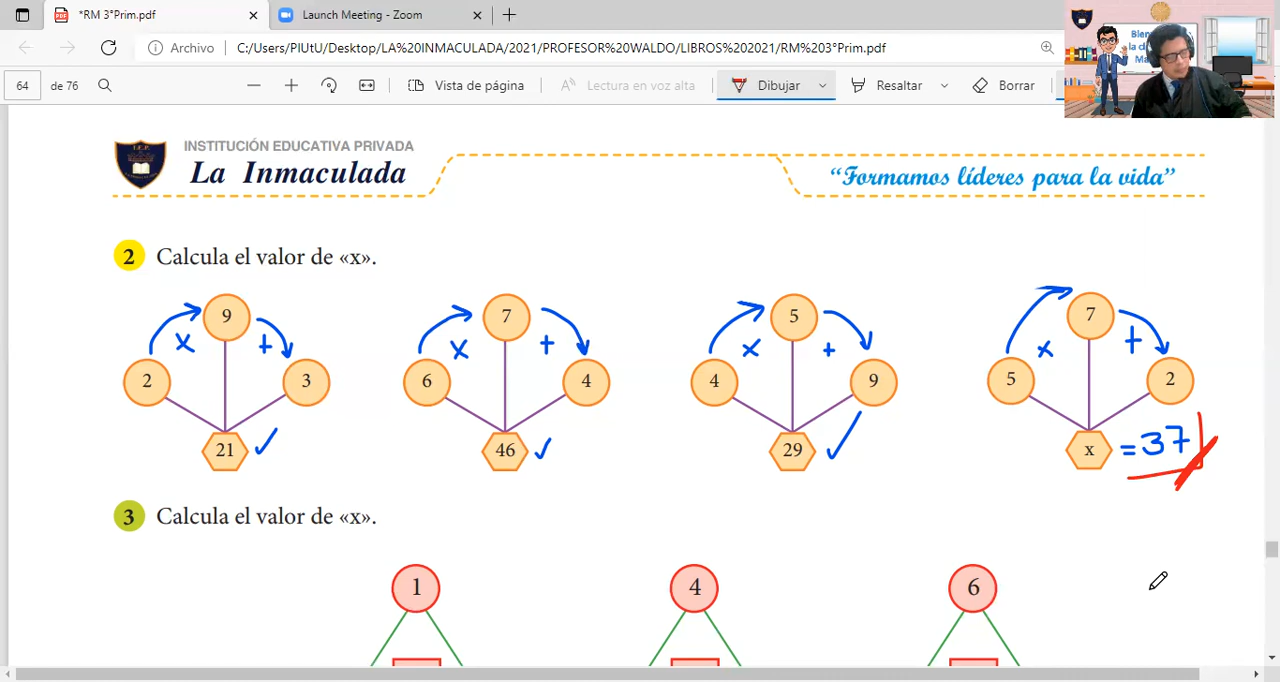 *RM 3°Prim.pdf
Launch Meeting - Zoom
Archivo C:/Users/PIUtU/Desktop/LA%20INMACULADA/2021/PROFESOR%20WALDO/LIBROS%202021/RM%203°Prim.pdf
64 de 76 Vista de página Lectura en voz alta Dibujar Resaltar Borrar
INSTITUCIÓN EDUCATIVA PRIVADA
La Inmaculada
“Formamos líderes para la vida”
2 Calcula el valor de «x».
9 7 5 7
x + x + x + x +
2 3 6 4 4 9 5 2
21 46 29 x = 37
3 Calcula el valor de «x».
1 4 6